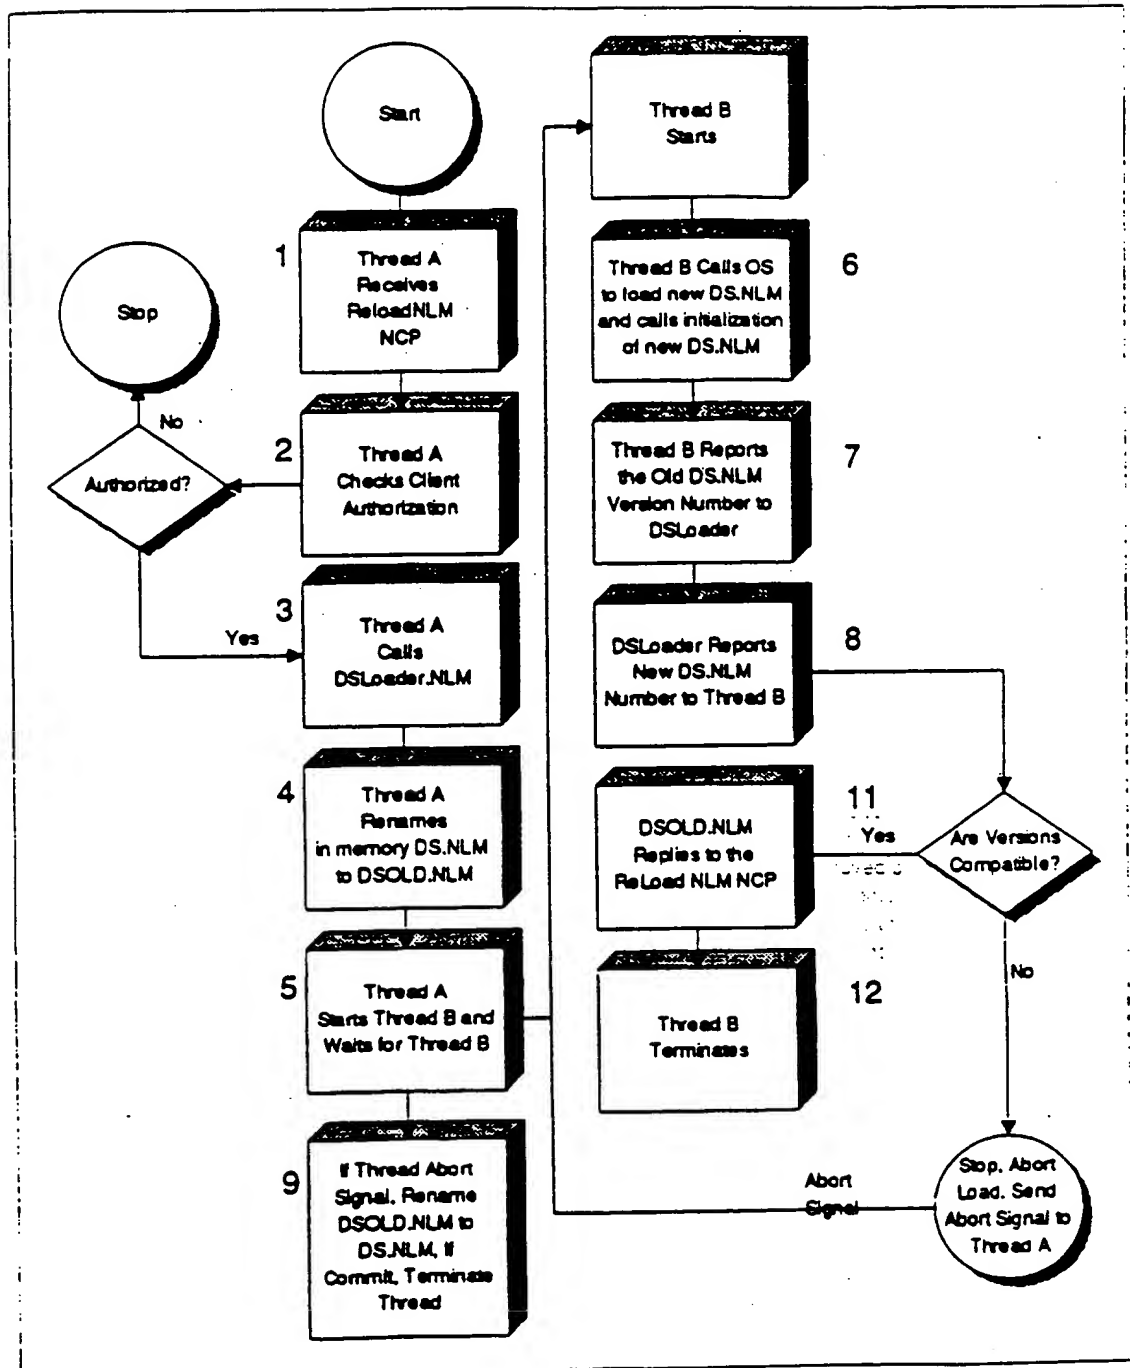 Start
1
Thread A
Receives
ReloadNLM
NCP
Stop
No
Authorized?
2
Thread A
Checks Client
Authorization
Yes
3
Thread A
Calls
DSLoader.NLM
4
Thread A
Renames
in memory DS.NLM
to DSOLD.NLM
5
Thread A
Starts Thread B and
Waits for Thread B
9
If Thread Abort
Signal, Rename
DSOLD.NLM to
DS.NLM, If
Commit, Terminate
Thread
Thread B
Starts
Thread B Calls OS
to load new DS.NLM
and calls initialization
of new DS.NLM
6
Thread B Reports
the Old DS.NLM
Version Number to
DSLoader
7
DSLoader Reports
New DS.NLM
Number to Thread B
8
DSOLD.NLM
Replies to the
ReLoad NLM NCP
11
Yes
Are Versions
Compatible?
Thread B
Terminates
12
No
Abort
Signal
Stop, Abort
Load, Send
Abort Signal to
Thread A